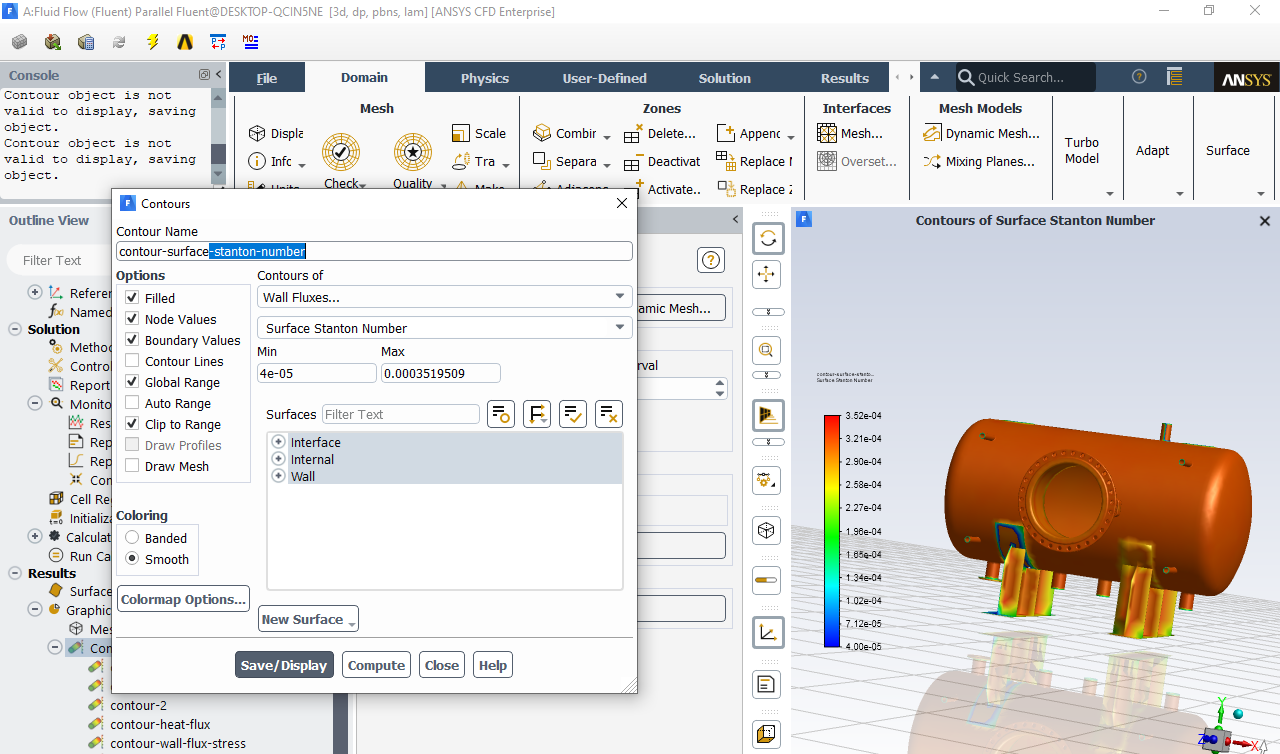 A:Fluid Flow (Fluent) Parallel Fluent@DESKTOP-QCIN5NE [3d, dp, pbns, lam] [ANSYS CFD Enterprise]
Console
Contour object is not
valid to display, saving
object.
Contour object is not
valid to display, saving
object.
File
Domain
Physics
User-Defined
Solution
Results
Quick Search...
ANSYS
Mesh
Displa
Info
Units
Check
Quality
Scale
Tra
Make
Zones
Combin
Separa
Adjacenc
Delete...
Deactivat
Activate..
Append
Replace M
Replace Z
Interfaces
Mesh...
Overset...
Mesh Models
Dynamic Mesh...
Mixing Planes...
Turbo
Model
Adapt
Surface
Outline View
Filter Text
Referen
Named
Solution
Metho
Control
Report
Monito
Res
Rep
Rep
Con
Cell Re
Initializa
Calculat
Run Ca
Results
Surface
Graphic
Mes
Con
contour-2
contour-heat-flux
contour-wall-flux-stress
Contours
Contour Name
contour-surface-stanton-number
Options
Filled
Node Values
Boundary Values
Contour Lines
Global Range
Auto Range
Clip to Range
Draw Profiles
Draw Mesh
Coloring
Banded
Smooth
Colormap Options...
Contours of
Wall Fluxes...
Surface Stanton Number
Min
Max
4e-05
0.0003519509
Surfaces
Filter Text
Interface
Internal
Wall
New Surface
Save/Display
Compute
Close
Help
amic Mesh...
rval
Contours of Surface Stanton Number
contour-surface-stanto...
Surface Stanton Number
3.52e-04
3.21e-04
2.90e-04
2.58e-04
2.27e-04
1.96e-04
1.65e-04
1.34e-04
1.02e-04
7.12e-05
4.00e-05
Y
Z
X